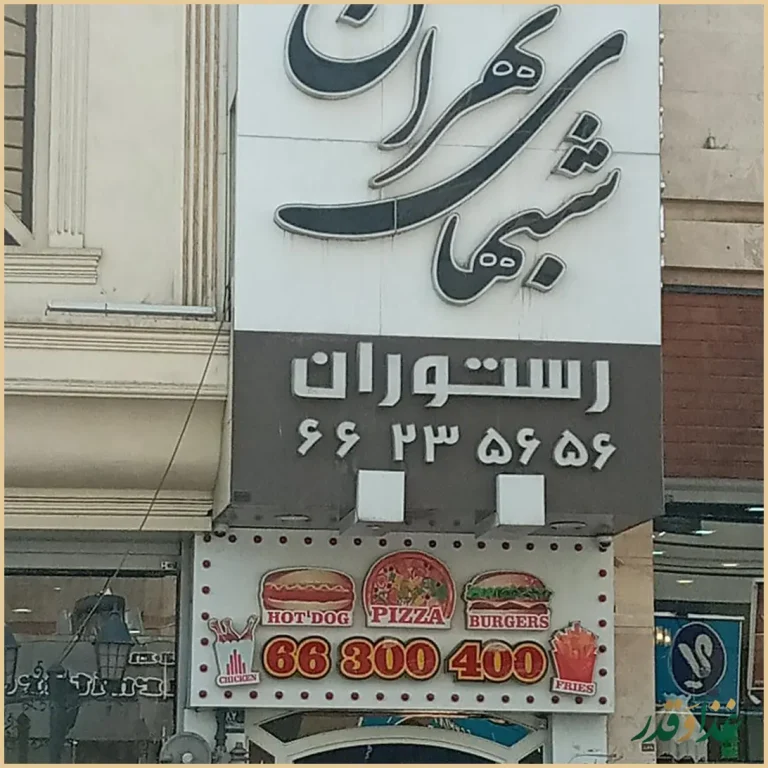 شبهای تهران
رستوران
۶۶ ۲۳ ۵۶ ۵۶
HOT DOG PIZZA BURGERS
CHICKEN 66 300 400 FRIES